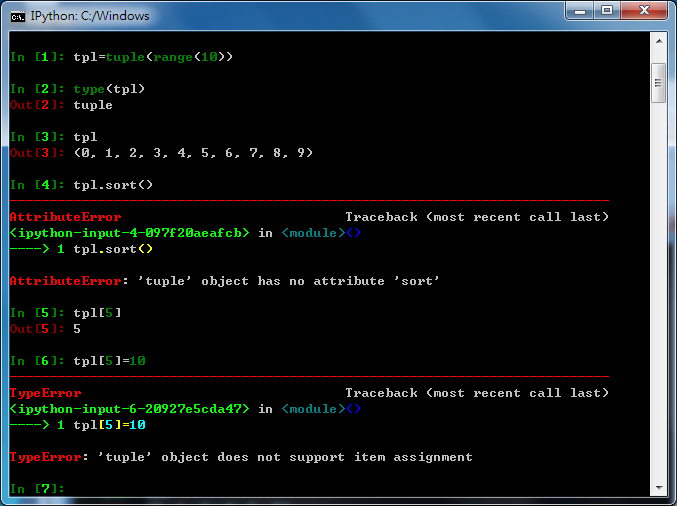 IPython: C:/Windows
In [1]: tpl=tuple(range(10))
In [2]: type(tpl)
Out[2]: tuple
In [3]: tpl
Out[3]: (0, 1, 2, 3, 4, 5, 6, 7, 8, 9)
In [4]: tpl.sort()
AttributeError                            Traceback (most recent call last)
<ipython-input-4-097f20aeafcb> in <module>()
----> 1 tpl.sort()
AttributeError: 'tuple' object has no attribute 'sort'
In [5]: tpl[5]
Out[5]: 5
In [6]: tpl[5]=10
TypeError                                 Traceback (most recent call last)
<ipython-input-6-20927e5cda47> in <module>()
----> 1 tpl[5]=10
TypeError: 'tuple' object does not support item assignment
In [7]: